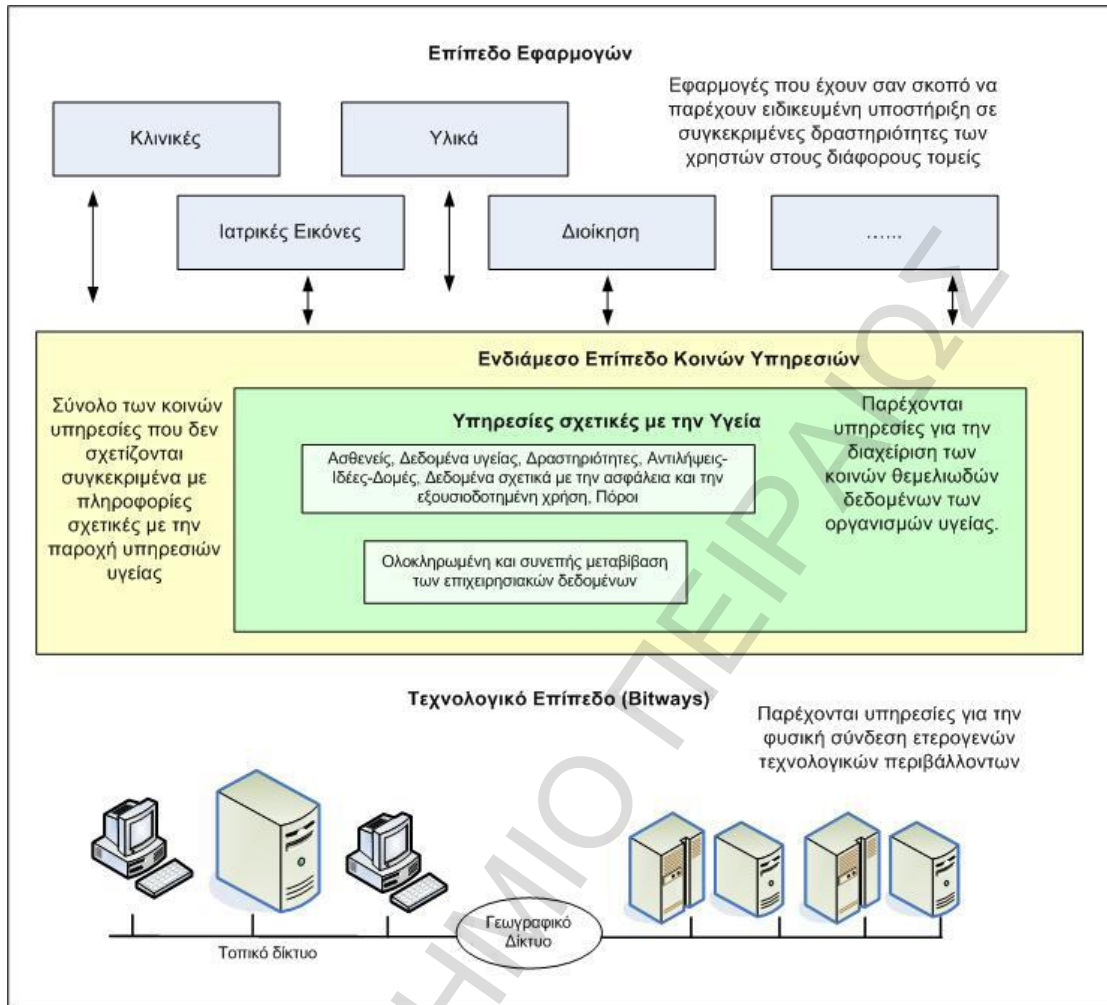 Επίπεδο Εφαρμογών
Εφαρμογές που έχουν σαν σκοπό να
παρέχουν ειδικευμένη υποστήριξη σε
συγκεκριμένες δραστηριότητες των
χρηστών στους διάφορους τομείς
Κλινικές
Υλικά
Ιατρικές Εικόνες
Διοίκηση
......
Ενδιάμεσο Επίπεδο Κοινών Υπηρεσιών
Σύνολο των κοινών
υπηρεσίες που δεν
σχετίζονται
συγκεκριμένα με
πληροφορίες
σχετικές με την
παροχή υπηρεσιών
υγείας
Υπηρεσίες σχετικές με την Υγεία
Ασθενείς, Δεδομένα υγείας, Δραστηριότητες, Αντιλήψεις-
Ιδέες-Δομές, Δεδομένα σχετικά με την ασφάλεια και την
εξουσιοδοτημένη χρήση, Πόροι
Ολοκληρωμένη και συνεπής μεταβίβαση
των επιχειρησιακών δεδομένων
Παρέχονται
υπηρεσίες για την
διαχείριση των
κοινών θεμελιωδών
δεδομένων των
οργανισμών υγείας.
Τεχνολογικό Επίπεδο (Bitways)
Παρέχονται υπηρεσίες για την
φυσική σύνδεση ετερογενών
τεχνολογικών περιβάλλοντων
Τοπικό δίκτυο
Γεωγραφικό
Δίκτυο
ΗΜΙΟ ΠΕΙΡΑΙΩΣ